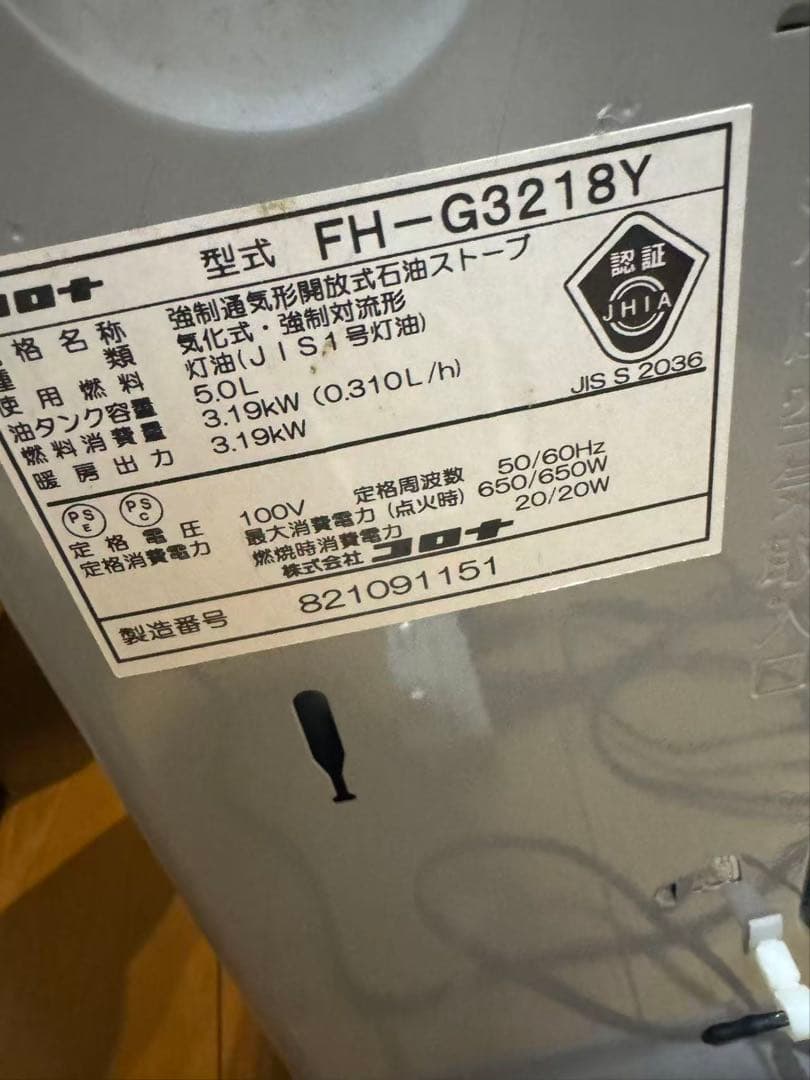 コロナ 型式 FH-G3218Y
格名称 強制通気形開放式石油ストーブ
種類 気化式・強制対流形
使用燃料 灯油(JIS1号灯油)
油タンク容量 5.0L
燃料消費量 3.19kW (0.310L/h)
暖房出力 3.19kW
認証
JHIA
JIS S 2036
PS E PS C
定格電圧 100V 定格周波数 50/60Hz
定格消費電力 最大消費電力(点火時) 650/650W
燃焼時消費電力 20/20W
株式会社コロナ
製造番号 821091151